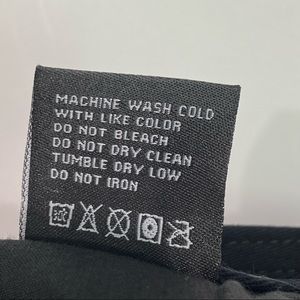 MACHINE WASH COLD
WITH LIKE COLOR
DO NOT BLEACH
DO NOT DRY CLEAN
TUMBLE DRY LOW
DO NOT IRON